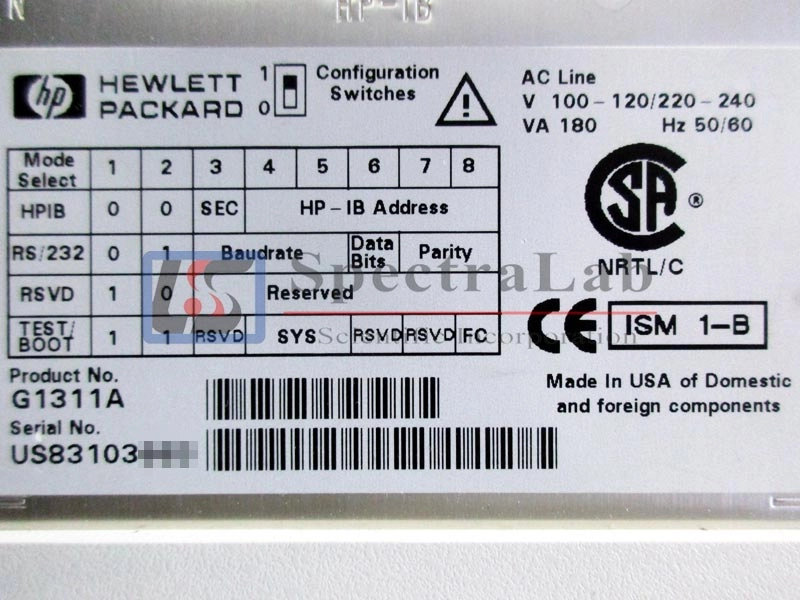 N HP-IB
hp HEWLETT PACKARD
1
0
Configuration Switches
AC Line
V 100-120/220-240
VA 180 Hz 50/60
Mode Select 1 2 3 4 5 6 7 8
HPIB 0 0 SEC HP-IB Address
RS/232 0 1 Baudrate Data Bits Parity
RSVD 1 0 Reserved
TEST/BOOT 1 1 RSVD SYS RSVD RSVD FC
SA ®
NRTL/C
CE ISM 1-B
SpectraLab
Scientific Incorporation
Product No.
G1311A
Serial No.
US83103
Made In USA of Domestic
and foreign components